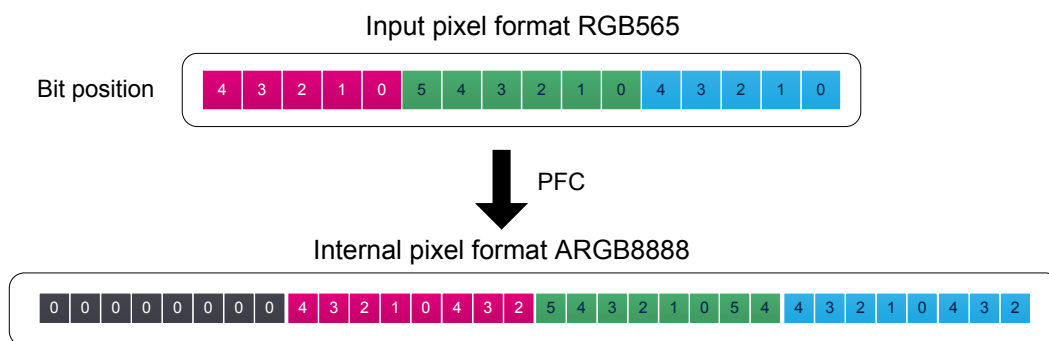 Input pixel format RGB565
Bit position 4 3 2 1 0 5 4 3 2 1 0 4 3 2 1 0
PFC
Internal pixel format ARGB8888
0 0 0 0 0 0 0 0 4 3 2 1 0 4 3 2 5 4 3 2 1 0 5 4 4 3 2 1 0 4 3 2